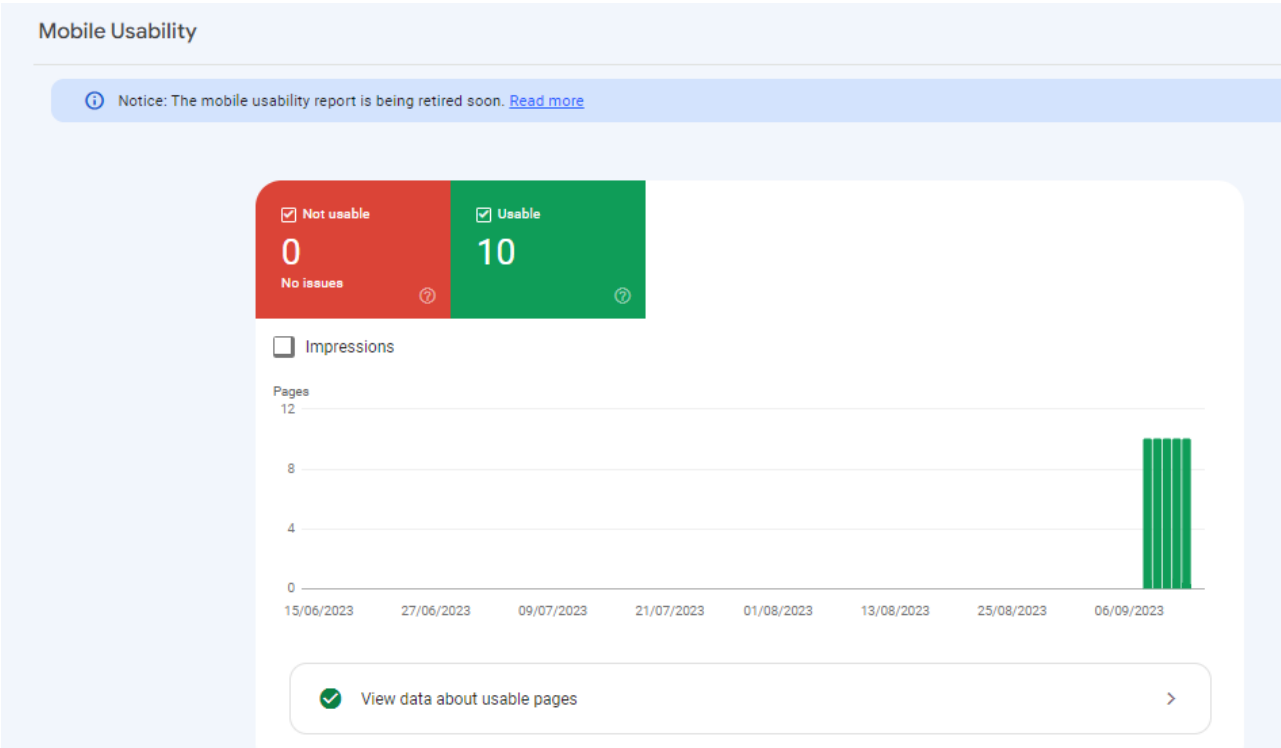 Mobile Usability
Notice: The mobile usability report is being retired soon. Read more
Not usable
0
No issues
Usable
10
Impressions
Pages
12
8
4
0
15/06/2023 27/06/2023 09/07/2023 21/07/2023 01/08/2023 13/08/2023 25/08/2023 06/09/2023
View data about usable pages